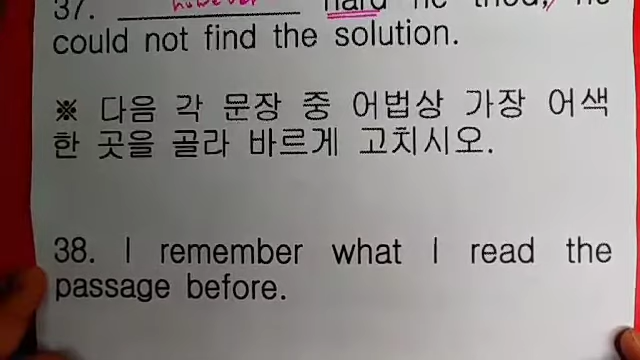 37. however hard he tried, he
could not find the solution.
※ 다음 각 문장 중 어법상 가장 어색
한 곳을 골라 바르게 고치시오.
38. I remember what I read the
passage before.